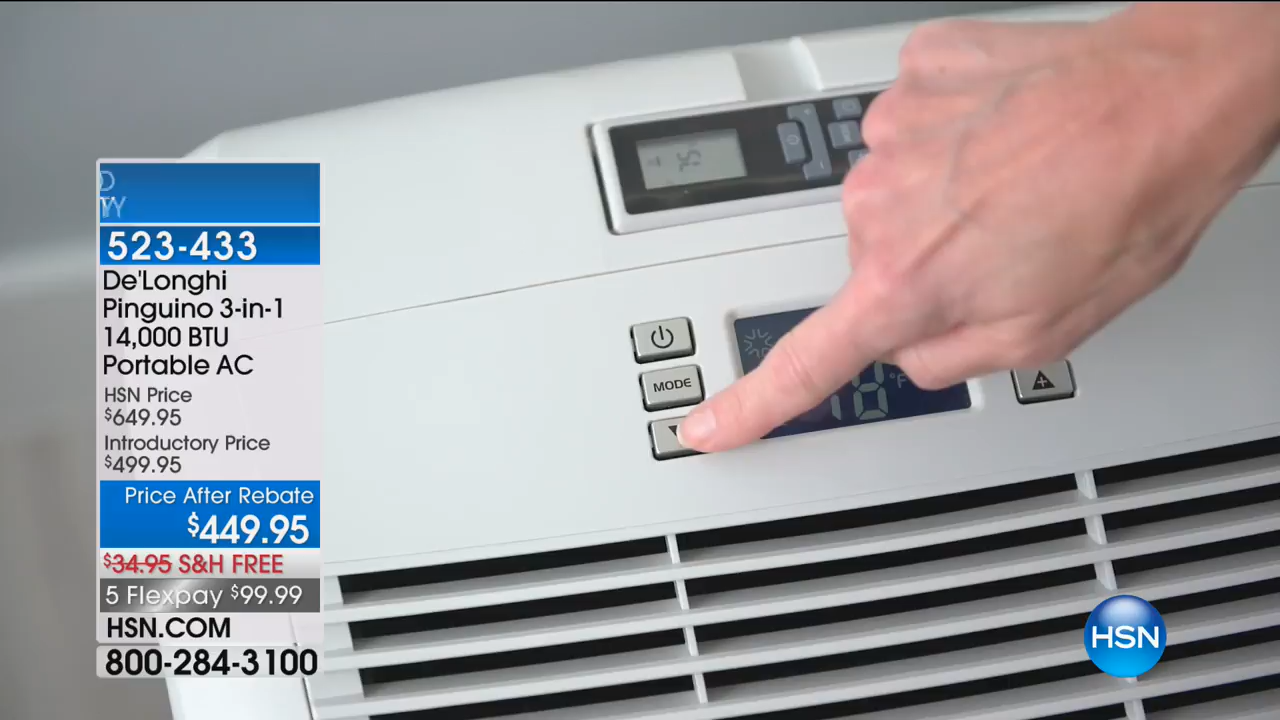 523-433
De'Longhi
Pinguino 3-in-1
14,000 BTU
Portable AC
HSN Price
$649.95
Introductory Price
$499.95
Price After Rebate
$449.95
$34.95 S&H FREE
5 Flexpay $99.99
HSN.COM
800-284-3100
MODE
°F
HSN